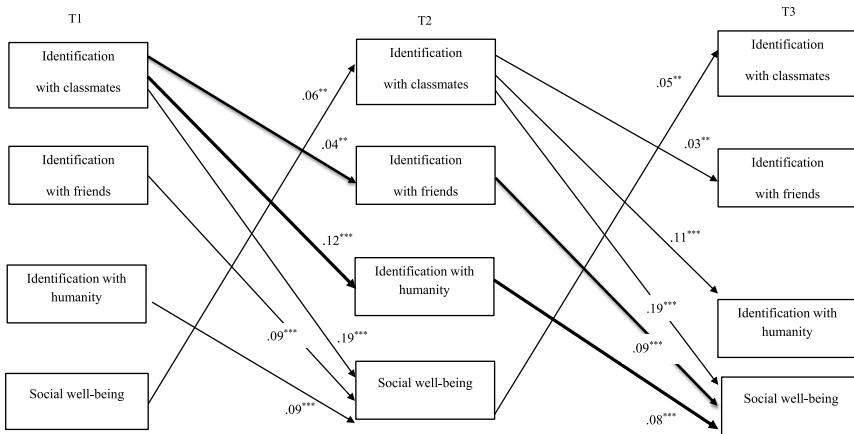 T1
T2
T3
Identification
with classmates
Identification
with classmates
Identification
with classmates
.06**
.05**
.04**
.03**
Identification
with friends
Identification
with friends
Identification
with friends
.12***
.11***
Identification with
humanity
Identification with
humanity
Identification with
humanity
.09***
.19***
.19***
.09***
Social well-being
Social well-being
Social well-being
.09***
.08***